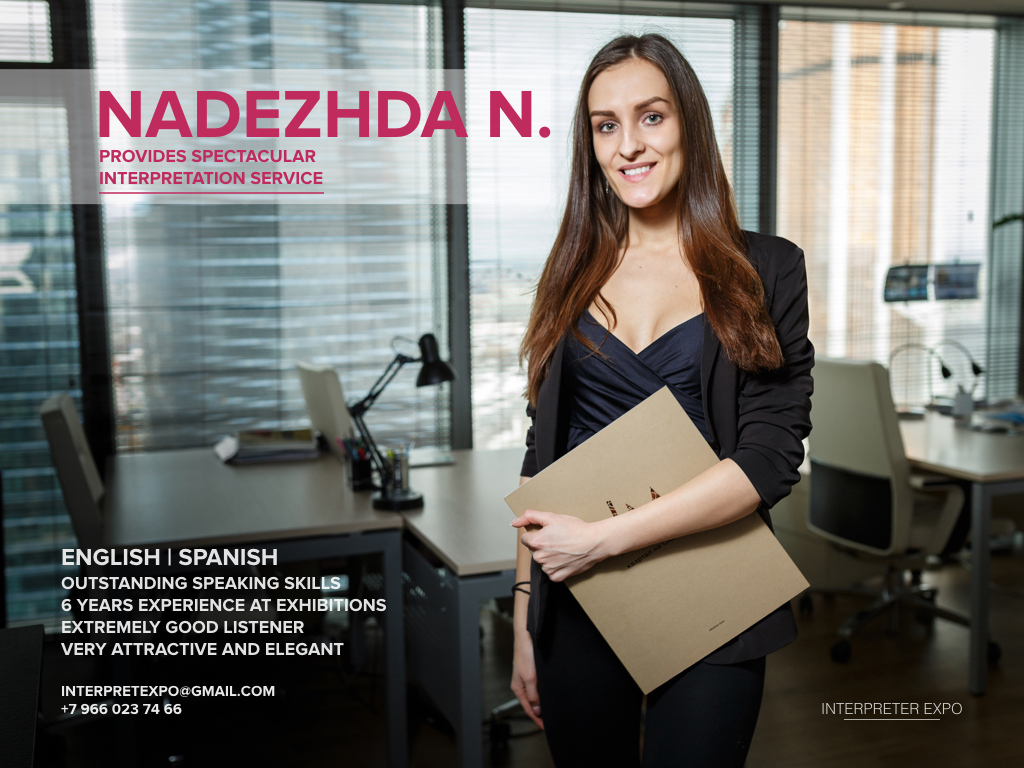 NADEZHDA N.
PROVIDES SPECTACULAR
INTERPRETATION SERVICE
ENGLISH | SPANISH
OUTSTANDING SPEAKING SKILLS
6 YEARS EXPERIENCE AT EXHIBITIONS
EXTREMELY GOOD LISTENER
VERY ATTRACTIVE AND ELEGANT
INTERPRETEXPO@GMAIL.COM
+7 966 023 74 66
INTERPRETER EXPO